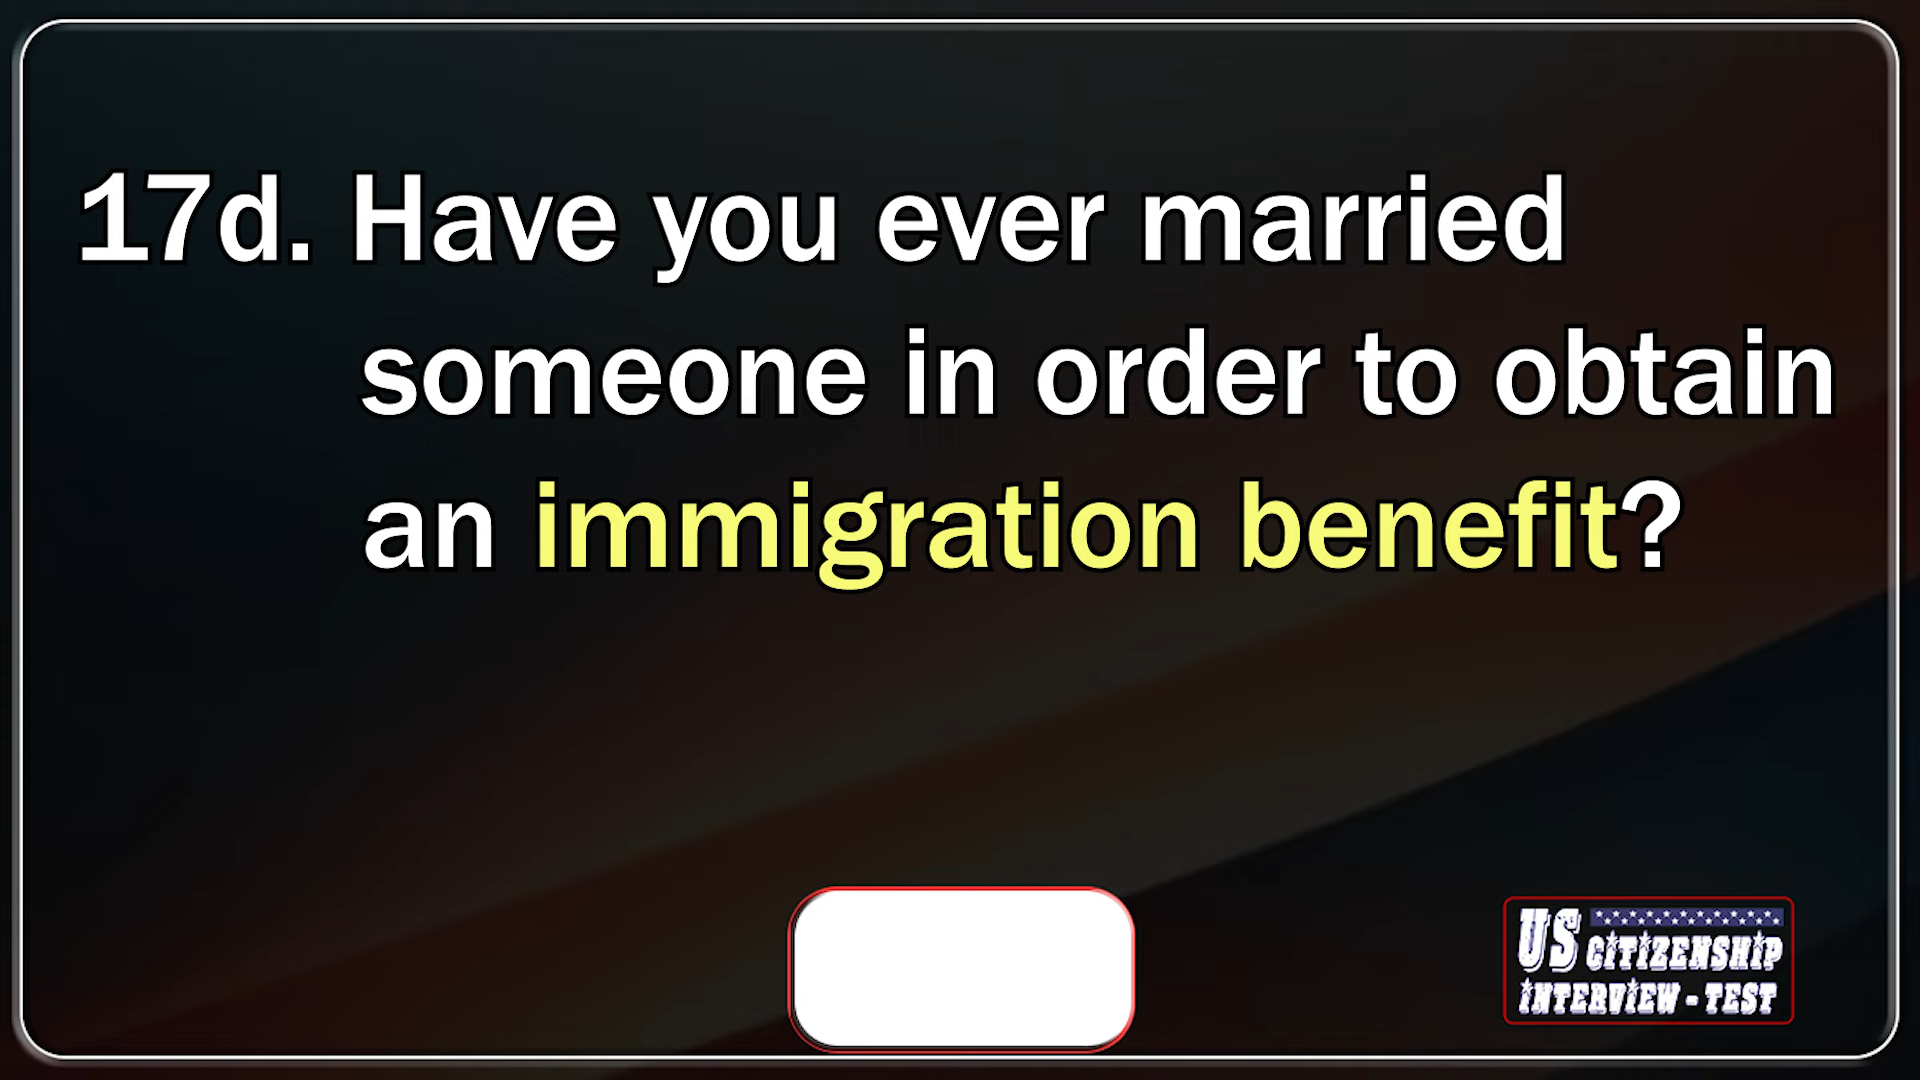 17d. Have you ever married
someone in order to obtain
an immigration benefit?
US CITIZENSHIP
INTERVIEW - TEST